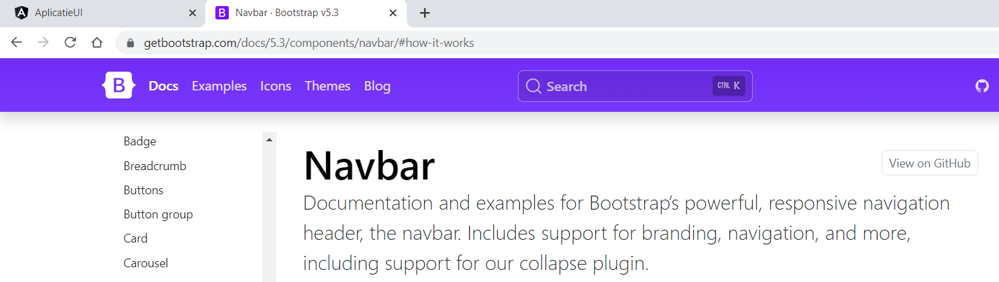 AplicatieUI
Navbar · Bootstrap v5.3
getbootstrap.com/docs/5.3/components/navbar/#how-it-works
B Docs Examples Icons Themes Blog Search CTRL K
Badge
Breadcrumb
Buttons
Button group
Card
Carousel
Navbar
View on GitHub
Documentation and examples for Bootstrap’s powerful, responsive navigation
header, the navbar. Includes support for branding, navigation, and more,
including support for our collapse plugin.